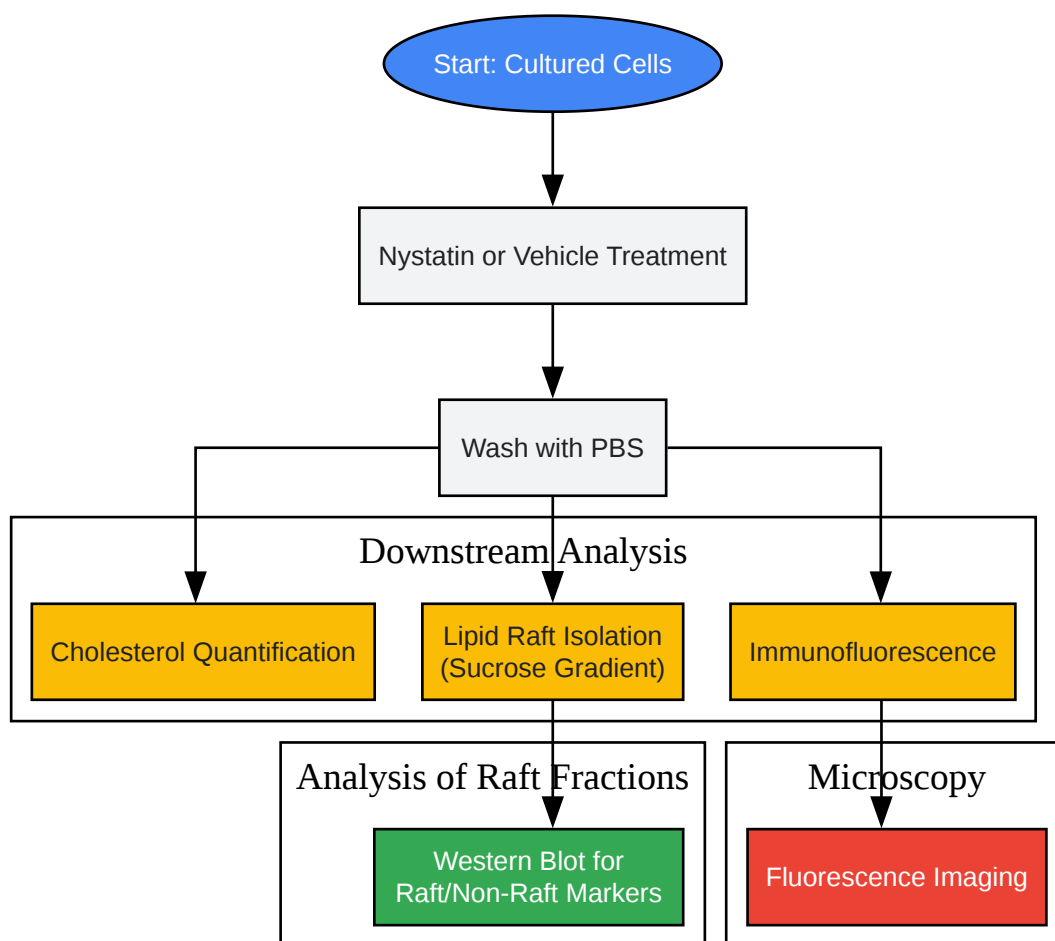 Start: Cultured Cells
Nystatin or Vehicle Treatment
Wash with PBS
Downstream Analysis
Cholesterol Quantification
Lipid Raft Isolation
(Sucrose Gradient)
Immunofluorescence
Analysis of Raft Fractions
Microscopy
Western Blot for
Raft/Non-Raft Markers
Fluorescence Imaging